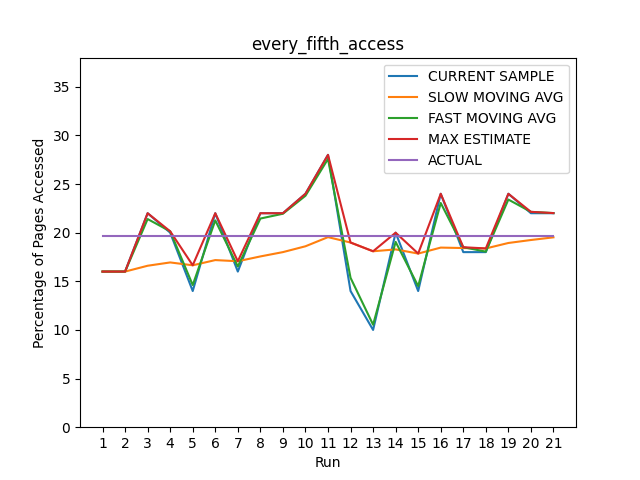 every_fifth_access
CURRENT SAMPLE
SLOW MOVING AVG
FAST MOVING AVG
MAX ESTIMATE
ACTUAL
Percentage of Pages Accessed
35
30
25
20
15
10
5
0
1 2 3 4 5 6 7 8 9 10 11 12 13 14 15 16 17 18 19 20 21
Run